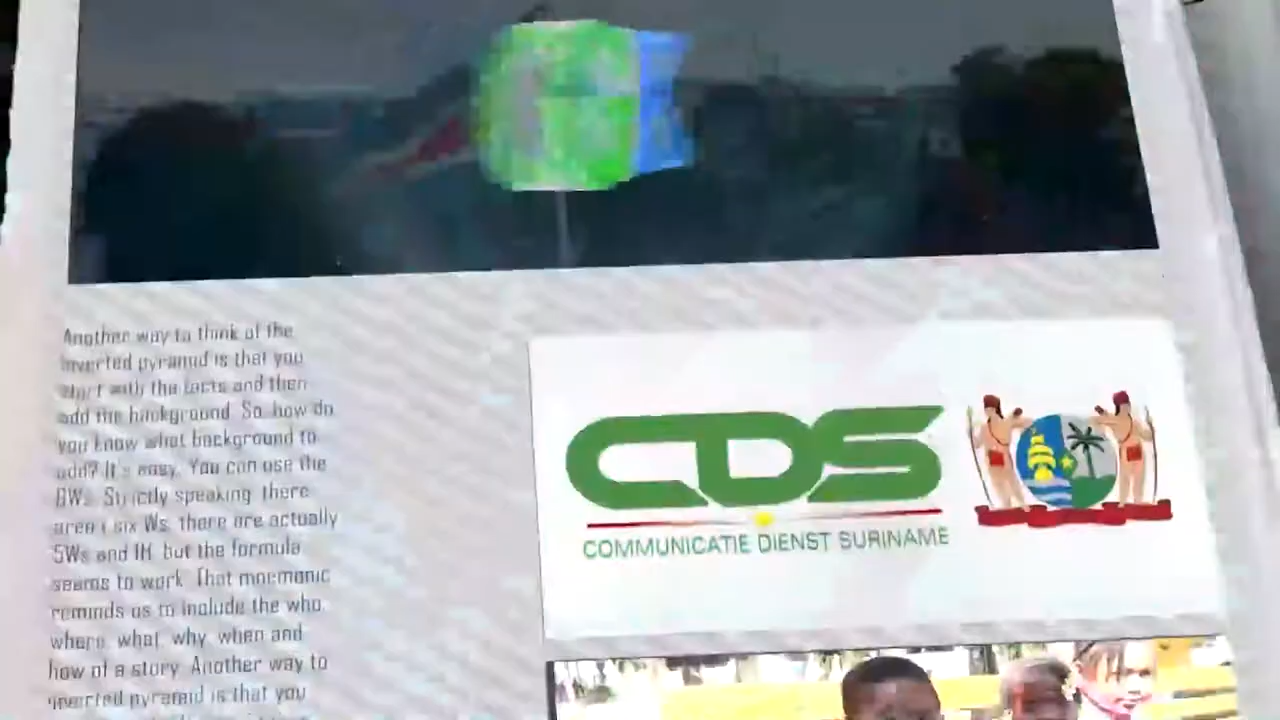 Another way to think of the
inverted pyramid is that you
start with the facts and then
add the background. So, how do
you know what background to
add? It's easy. You can use the
6Ws. Strictly speaking, there
aren't six Ws, there are actually
5Ws and 1H, but the formula
seems to work. That mnemonic
reminds us to include the who,
where, what, why, when and
how of a story. Another way to
inverted pyramid is that you
CDS
COMMUNICATIE DIENST SURINAME